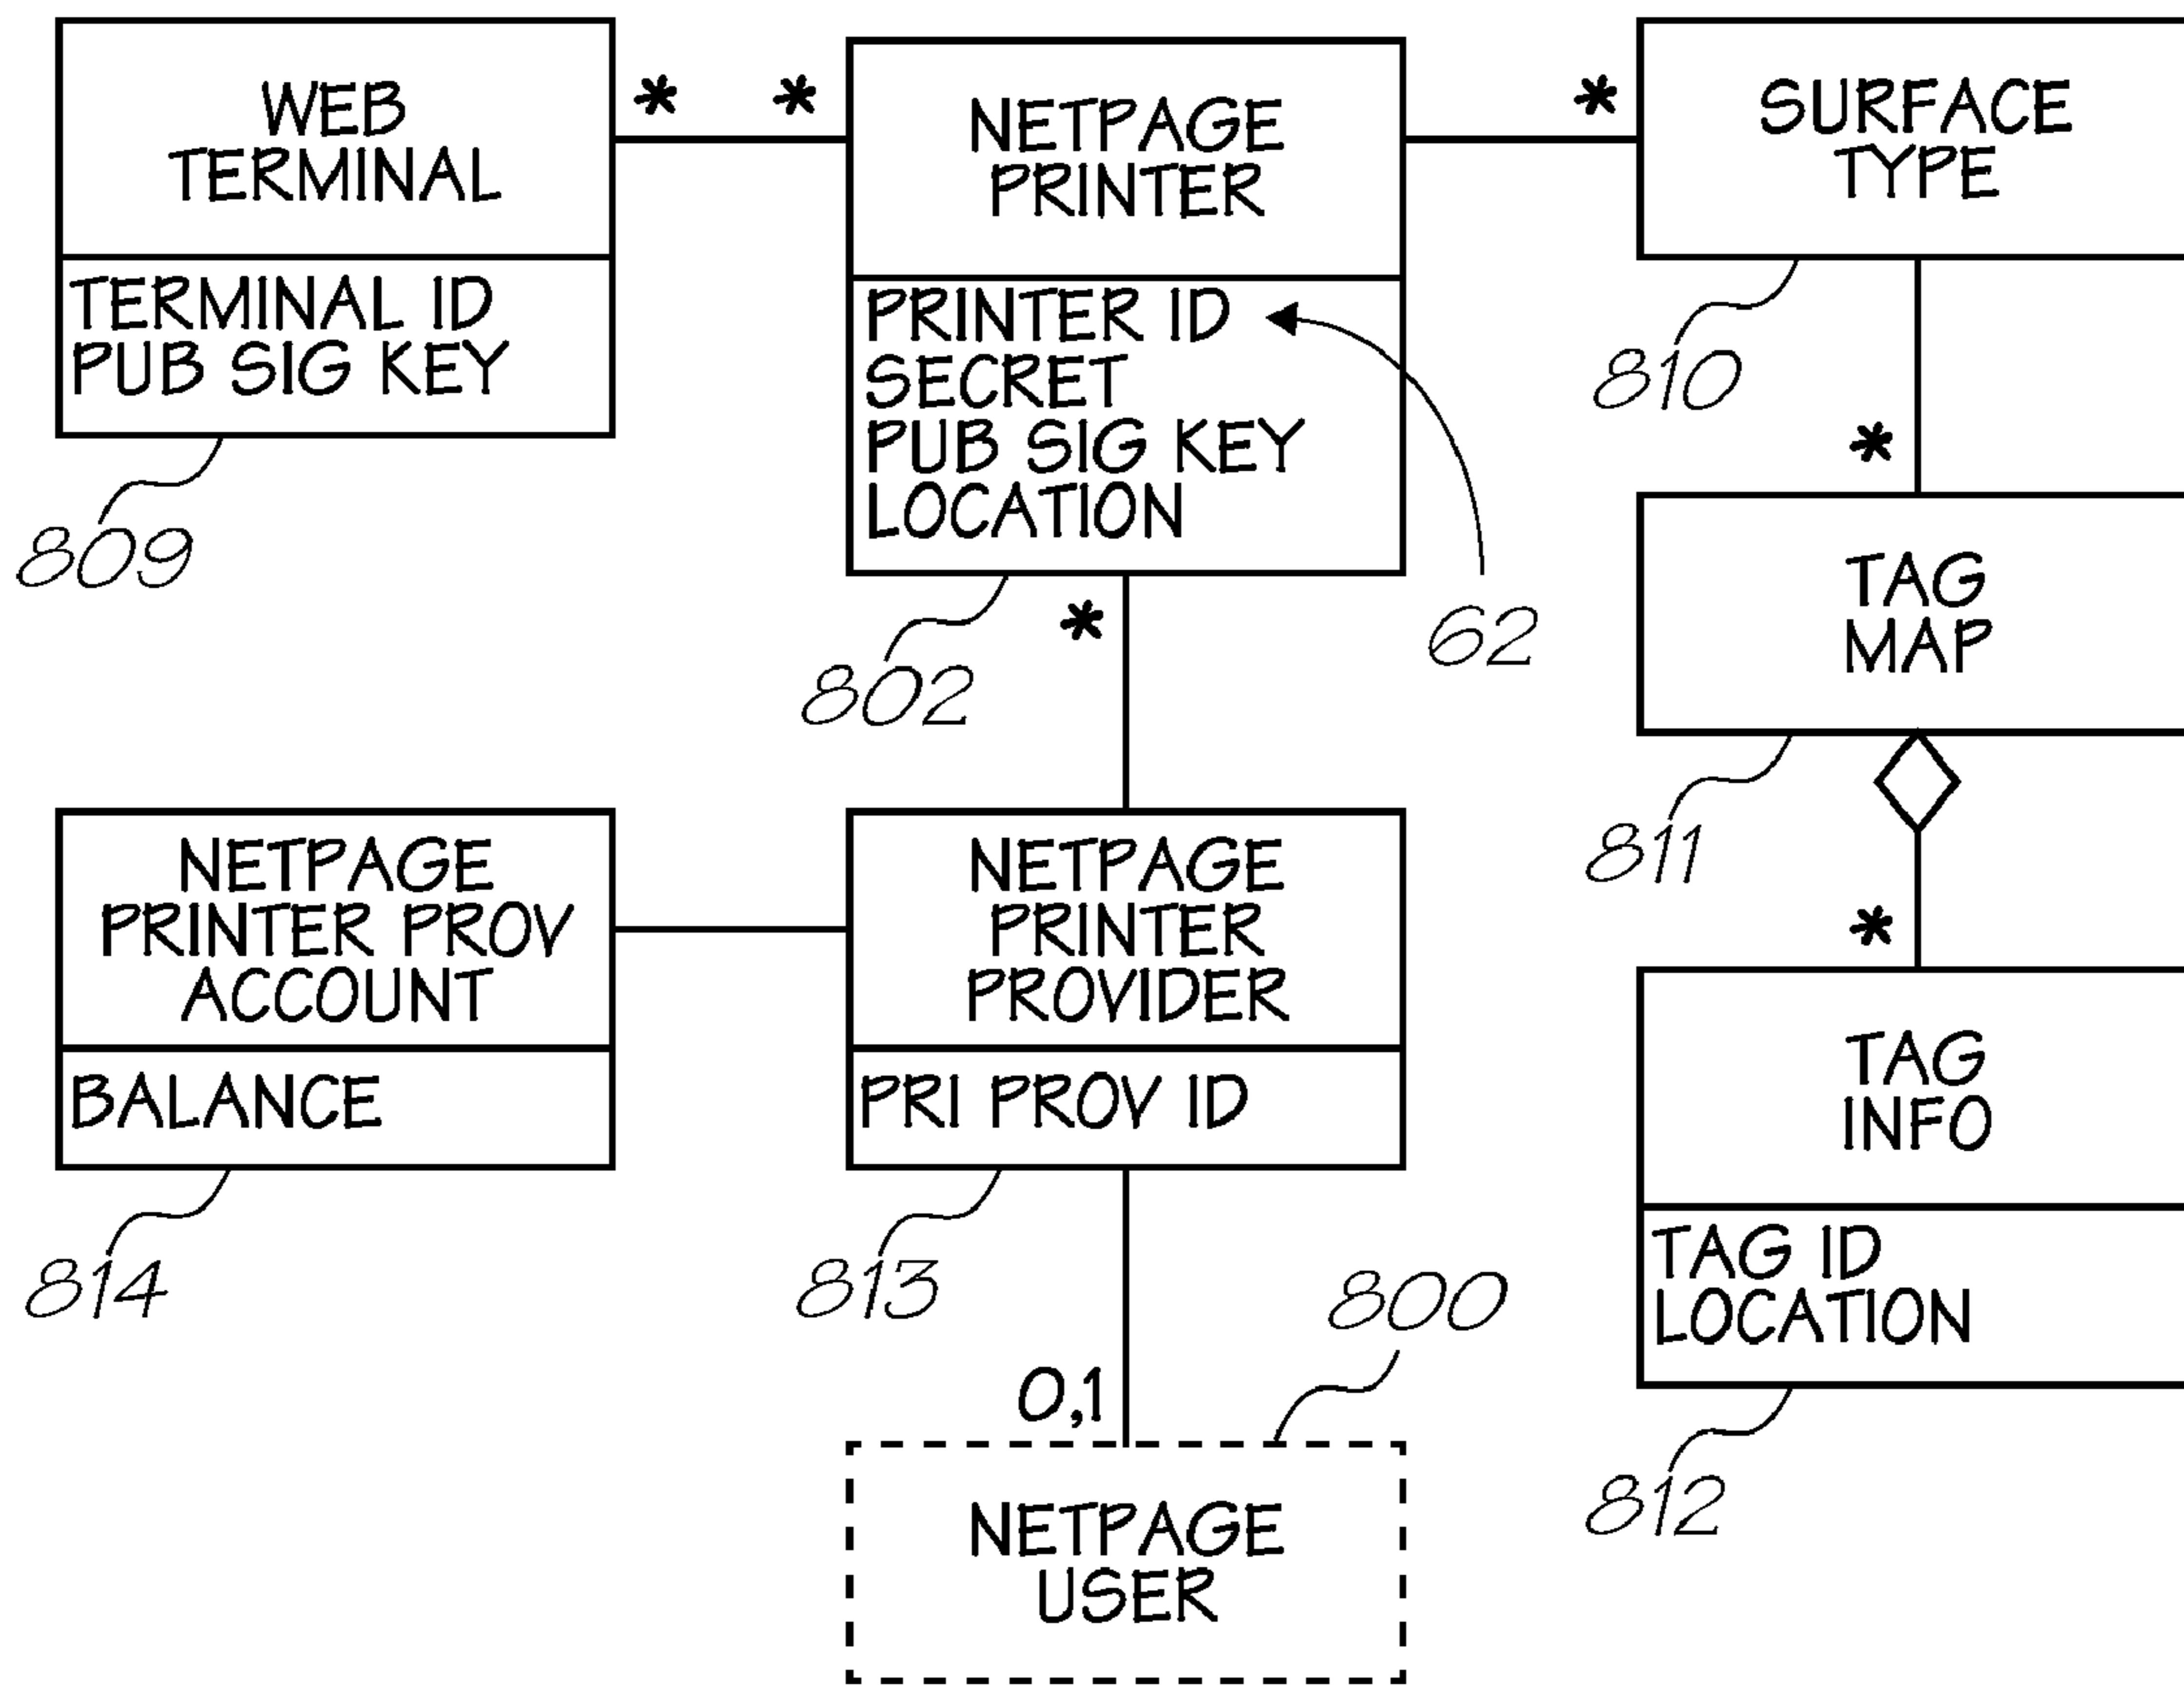 WEB
TERMINAL
TERMINAL ID
PUB SIG KEY
809
*
*
NETPAGE
PRINTER
PRINTER ID
SECRET
PUB SIG KEY
LOCATION
802
62
*
*
SURFACE
TYPE
810
*
TAG
MAP
811
*
NETPAGE
PRINTER PROV
ACCOUNT
BALANCE
814
NETPAGE
PRINTER
PROVIDER
PRI PROV ID
813
800
0,1
NETPAGE
USER
TAG
INFO
TAG ID
LOCATION
812